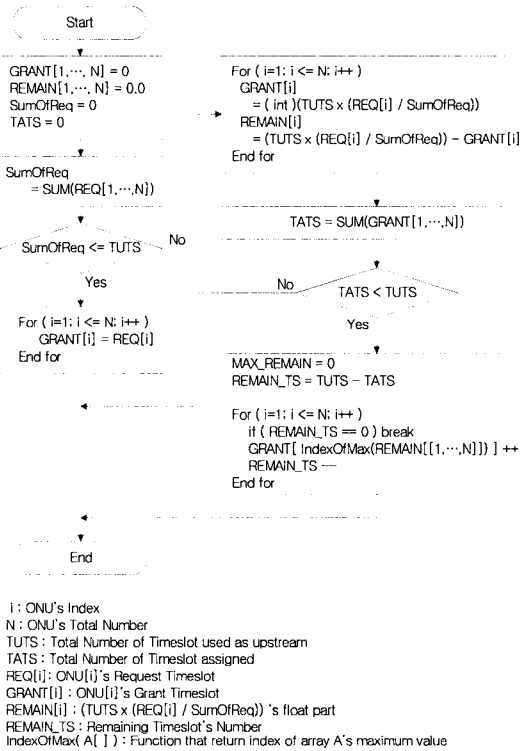 Start
GRANT[1,···, N] = 0
REMAIN[1,···, N] = 0.0
SumOfReq = 0
TATS = 0
SumOfReq
= SUM(REQ[1,···,N])
SumOfReq <= TUTS
No
Yes
For ( i=1; i <= N; i++ )
GRANT[i] = REQ[i]
End for
For ( i=1; i <= N; i++ )
GRANT[i]
= ( int )(TUTS x (REQ[i] / SumOfReq))
REMAIN[i]
= (TUTS x (REQ[i] / SumOfReq)) - GRANT[i]
End for
TATS = SUM(GRANT[1,···,N])
No
TATS < TUTS
Yes
MAX_REMAIN = 0
REMAIN_TS = TUTS - TATS
For ( i=1; i <= N; i++ )
if ( REMAIN_TS == 0 ) break
GRANT[ IndexOfMax(REMAIN[[1,···,N]]) ] ++
REMAIN_TS --
End for
End
i : ONU's Index
N : ONU's Total Number
TUTS : Total Number of Timeslot used as upstream
TATS : Total Number of Timeslot assigned
REQ[i]: ONU[i]'s Request Timeslot
GRANT[i] : ONU[i]'s Grant Timeslot
REMAIN[i] : (TUTS x (REQ[i] / SumOfReq)) 's float part
REMAIN_TS : Remaining Timeslot's Number
IndexOfMax( A[ ] ) : Function that return index of array A's maximum value